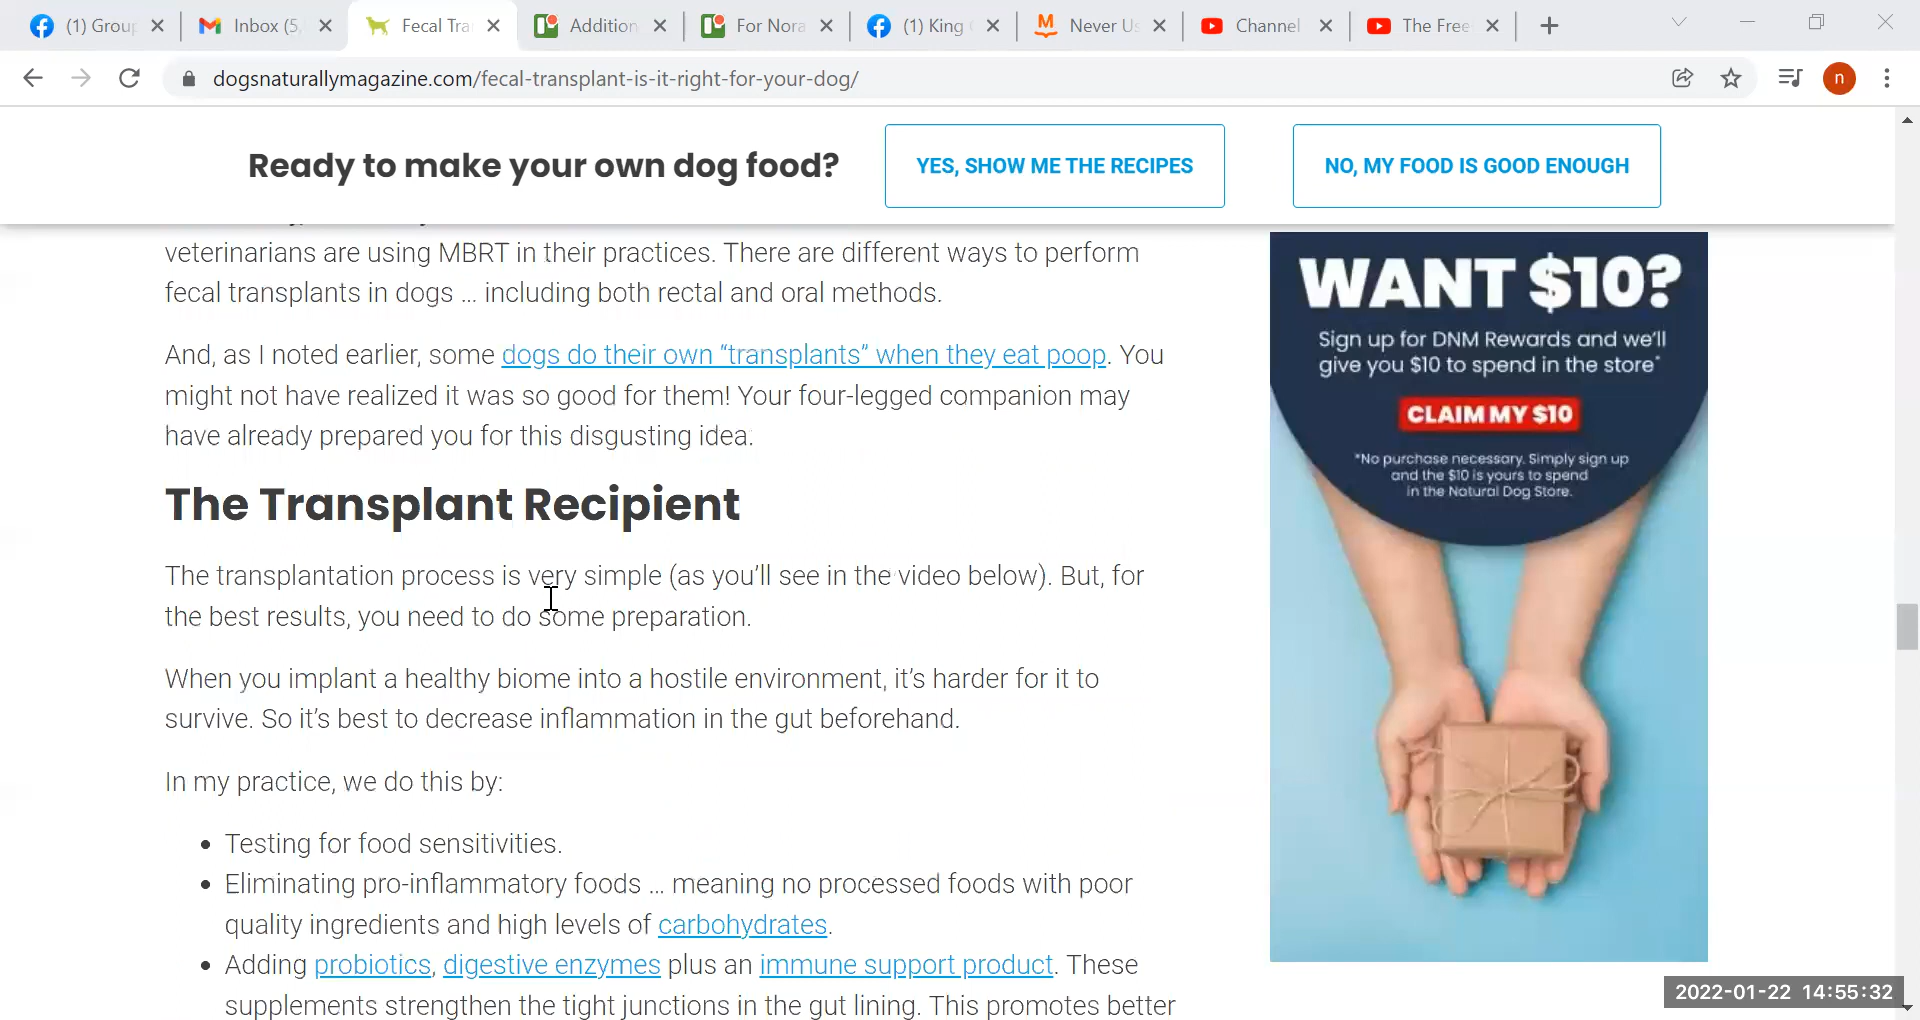 (1) Group
Inbox (5,
Fecal Tra
Addition
For Nora
(1) King
Never Us
Channel
The Free
dogsnaturallymagazine.com/fecal-transplant-is-it-right-for-your-dog/
n
Ready to make your own dog food?
YES, SHOW ME THE RECIPES
NO, MY FOOD IS GOOD ENOUGH
veterinarians are using MBRT in their practices. There are different ways to perform
fecal transplants in dogs … including both rectal and oral methods.
And, as I noted earlier, some dogs do their own “transplants” when they eat poop. You
might not have realized it was so good for them! Your four-legged companion may
have already prepared you for this disgusting idea.
The Transplant Recipient
The transplantation process is very simple (as you’ll see in the video below). But, for
the best results, you need to do some preparation.
When you implant a healthy biome into a hostile environment, it’s harder for it to
survive. So it’s best to decrease inflammation in the gut beforehand.
In my practice, we do this by:
• Testing for food sensitivities.
• Eliminating pro-inflammatory foods … meaning no processed foods with poor
quality ingredients and high levels of carbohydrates.
• Adding probiotics, digestive enzymes plus an immune support product. These
supplements strengthen the tight junctions in the gut lining. This promotes better
WANT $10?
Sign up for DNM Rewards and we’ll
give you $10 to spend in the store*
CLAIM MY $10
*No purchase necessary. Simply sign up
and the $10 is yours to spend
in the Natural Dog Store.
2022-01-22 14:55:32